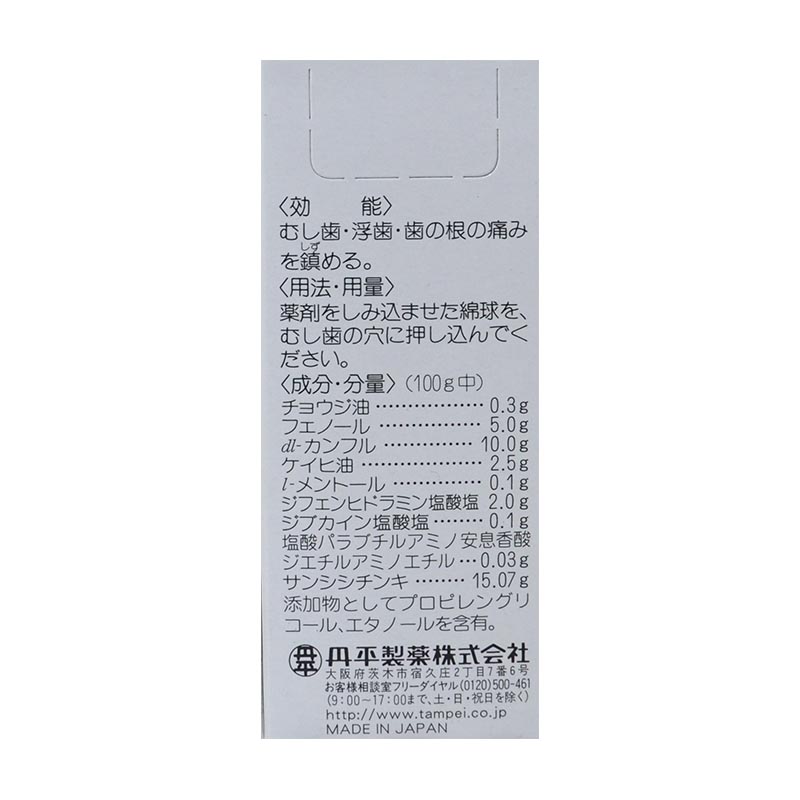 〈効　　能〉
むし歯・浮歯・歯の根の痛み
しず
を鎮める。
〈用法・用量〉
薬剤をしみ込ませた綿球を、
むし歯の穴に押し込んでく
ださい。
〈成分・分量〉(100g中)
チョウジ油………………0.3g
フエノール………………5.0g
dl-カンフル……………10.0g
ケイヒ油…………………2.5g
l-メントール……………0.1g
ジフェンヒドラミン塩酸塩 2.0g
ジブカイン塩酸塩………0.1g
塩酸パラブチルアミノ安息香酸
ジエチルアミノエチル…0.03g
サンシシチンキ………15.07g
添加物としてプロピレングリ
コール、エタノールを含有。
丹平 丹平製薬株式会社
大阪府茨木市宿久庄2丁目7番6号
お客様相談室フリーダイヤル(0120)500-461
(9:00〜17:00まで、土・日・祝日を除く)
http://www.tampei.co.jp/
MADE IN JAPAN